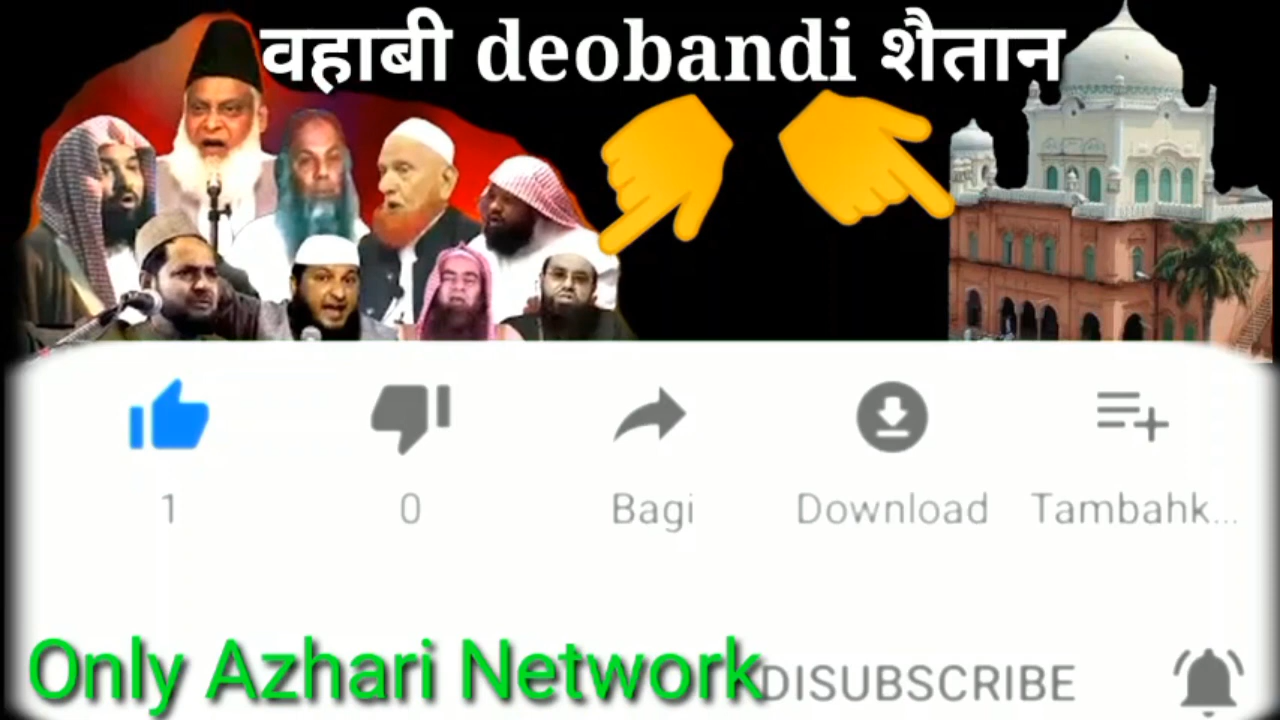 वहाबी deobandi शैतान
1
0
Bagi
Download
Tambahk...
Only Azhari Network
DISUBSCRIBE